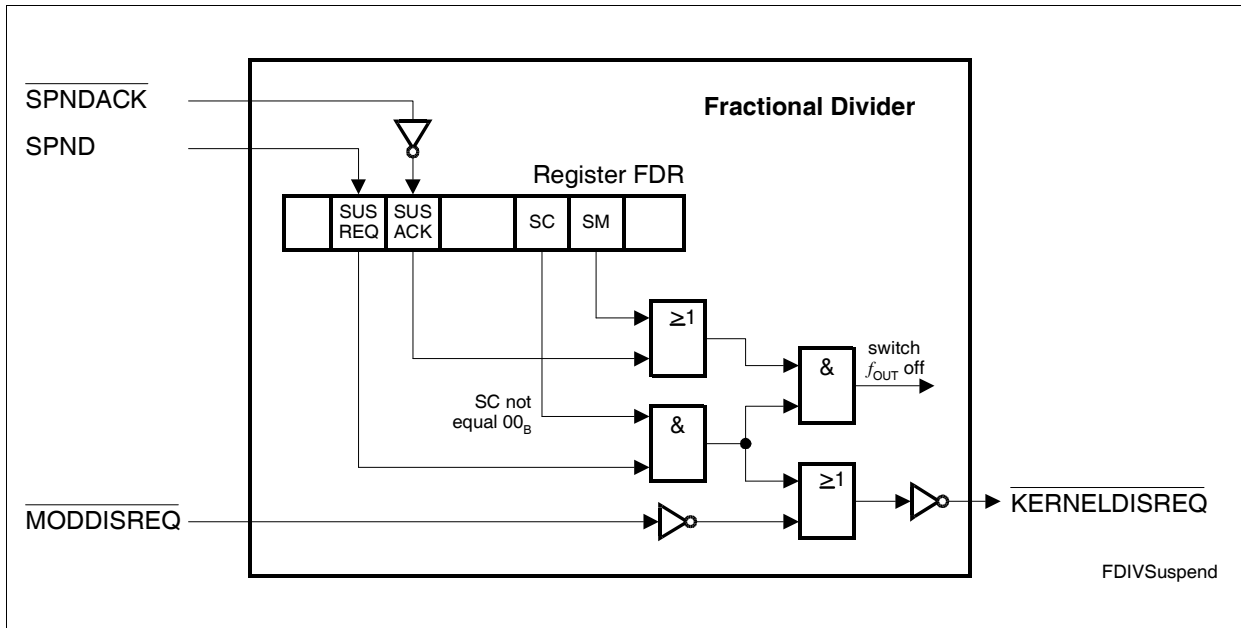 SPNDACK
Fractional Divider
SPND
Register FDR
SUS REQ
SUS ACK
SC
SM
≥1
&
switch
fOUT off
SC not
equal 00B
&
≥1
MODDISREQ
KERNELDISREQ
FDIVSuspend